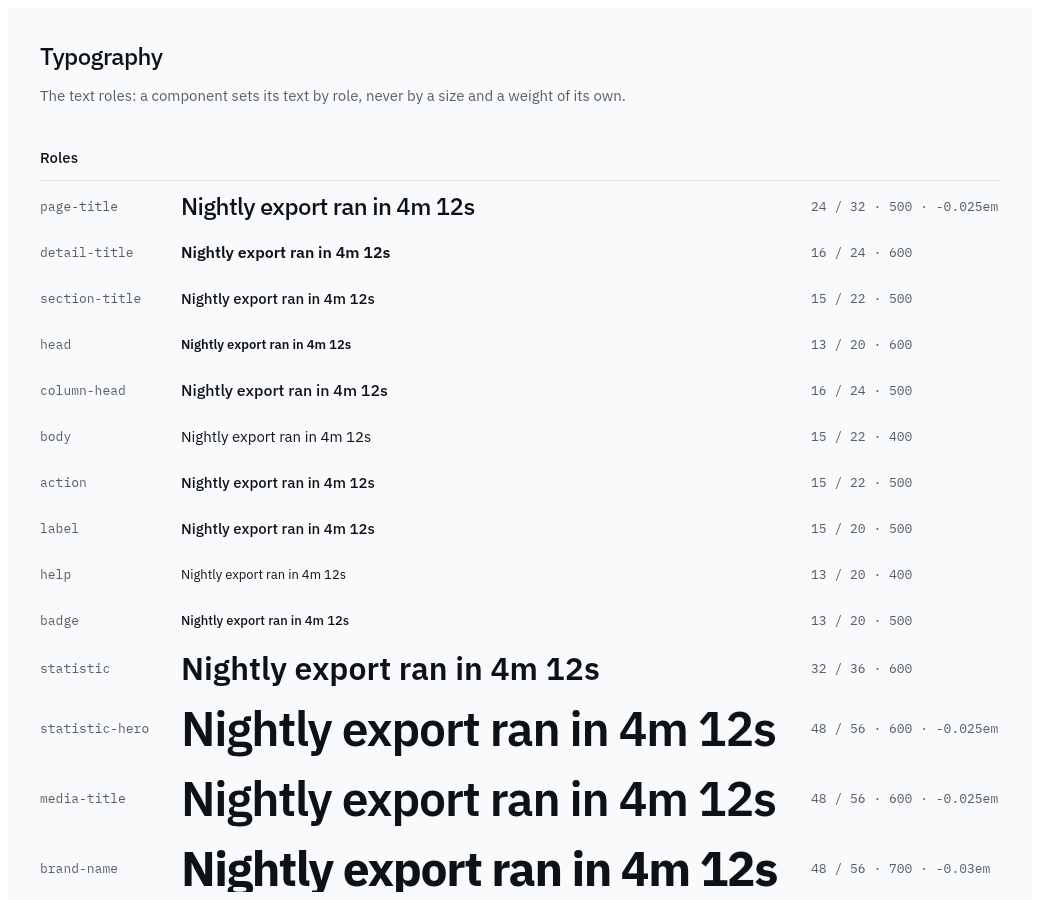 Typography
The text roles: a component sets its text by role, never by a size and a weight of its own.
Roles
page-title Nightly export ran in 4m 12s 24 / 32 · 500 · -0.025em
detail-title Nightly export ran in 4m 12s 16 / 24 · 600
section-title Nightly export ran in 4m 12s 15 / 22 · 500
head Nightly export ran in 4m 12s 13 / 20 · 600
column-head Nightly export ran in 4m 12s 16 / 24 · 500
body Nightly export ran in 4m 12s 15 / 22 · 400
action Nightly export ran in 4m 12s 15 / 22 · 500
label Nightly export ran in 4m 12s 15 / 20 · 500
help Nightly export ran in 4m 12s 13 / 20 · 400
badge Nightly export ran in 4m 12s 13 / 20 · 500
statistic Nightly export ran in 4m 12s 32 / 36 · 600
statistic-hero Nightly export ran in 4m 12s 48 / 56 · 600 · -0.025em
media-title Nightly export ran in 4m 12s 48 / 56 · 600 · -0.025em
brand-name Nightly export ran in 4m 12s 48 / 56 · 700 · -0.03em